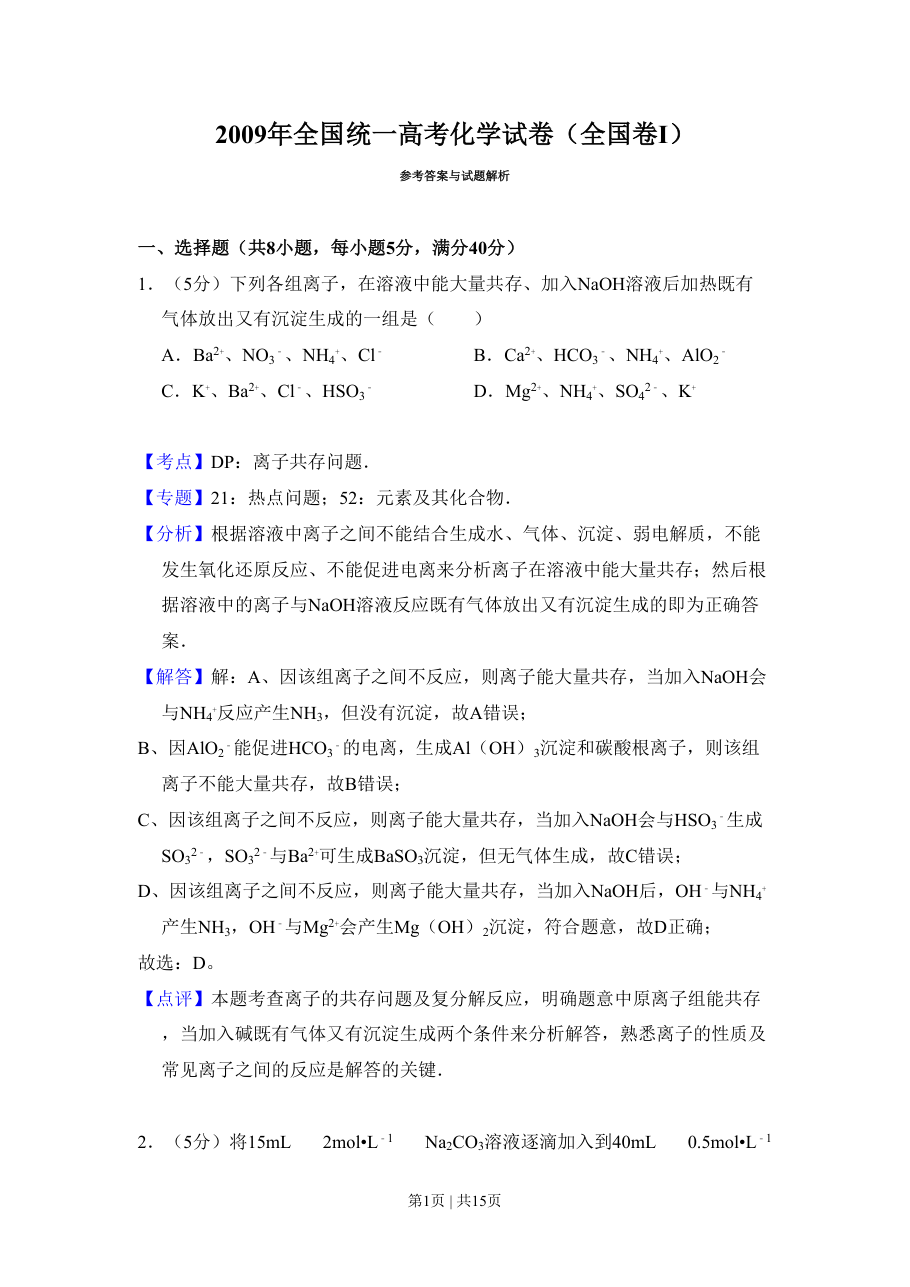 2009年全国统一高考化学试卷（全国卷I）
参考答案与试题解析
一、选择题（共8小题，每小题5分，满分40分）
1．（5分）下列各组离子，在溶液中能大量共存、加入NaOH溶液后加热既有
气体放出又有沉淀生成的一组是（　　）
A．Ba²⁺、NO₃⁻、NH₄⁺、Cl⁻　　B．Ca²⁺、HCO₃⁻、NH₄⁺、AlO₂⁻
C．K⁺、Ba²⁺、Cl⁻、HSO₃⁻　　D．Mg²⁺、NH₄⁺、SO₄²⁻、K⁺
【考点】DP：离子共存问题．
【专题】21：热点问题；52：元素及其化合物．
【分析】根据溶液中离子之间不能结合生成水、气体、沉淀、弱电解质，不能
发生氧化还原反应、不能促进电离来分析离子在溶液中能大量共存；然后根
据溶液中的离子与NaOH溶液反应既有气体放出又有沉淀生成的即为正确答
案．
【解答】解：A、因该组离子之间不反应，则离子能大量共存，当加入NaOH会
与NH₄⁺反应产生NH₃，但没有沉淀，故A错误；
B、因AlO₂⁻能促进HCO₃⁻的电离，生成Al（OH）₃沉淀和碳酸根离子，则该组
离子不能大量共存，故B错误；
C、因该组离子之间不反应，则离子能大量共存，当加入NaOH会与HSO₃⁻生成
SO₃²⁻，SO₃²⁻与Ba²⁺可生成BaSO₃沉淀，但无气体生成，故C错误；
D、因该组离子之间不反应，则离子能大量共存，当加入NaOH后，OH⁻与NH₄⁺
产生NH₃，OH⁻与Mg²⁺会产生Mg（OH）₂沉淀，符合题意，故D正确；
故选：D。
【点评】本题考查离子的共存问题及复分解反应，明确题意中原离子组能共存
，当加入碱既有气体又有沉淀生成两个条件来分析解答，熟悉离子的性质及
常见离子之间的反应是解答的关键．
2．（5分）将15mL　2mol•L⁻¹　Na₂CO₃溶液逐滴加入到40mL　0.5mol•L⁻¹
第1页 | 共15页